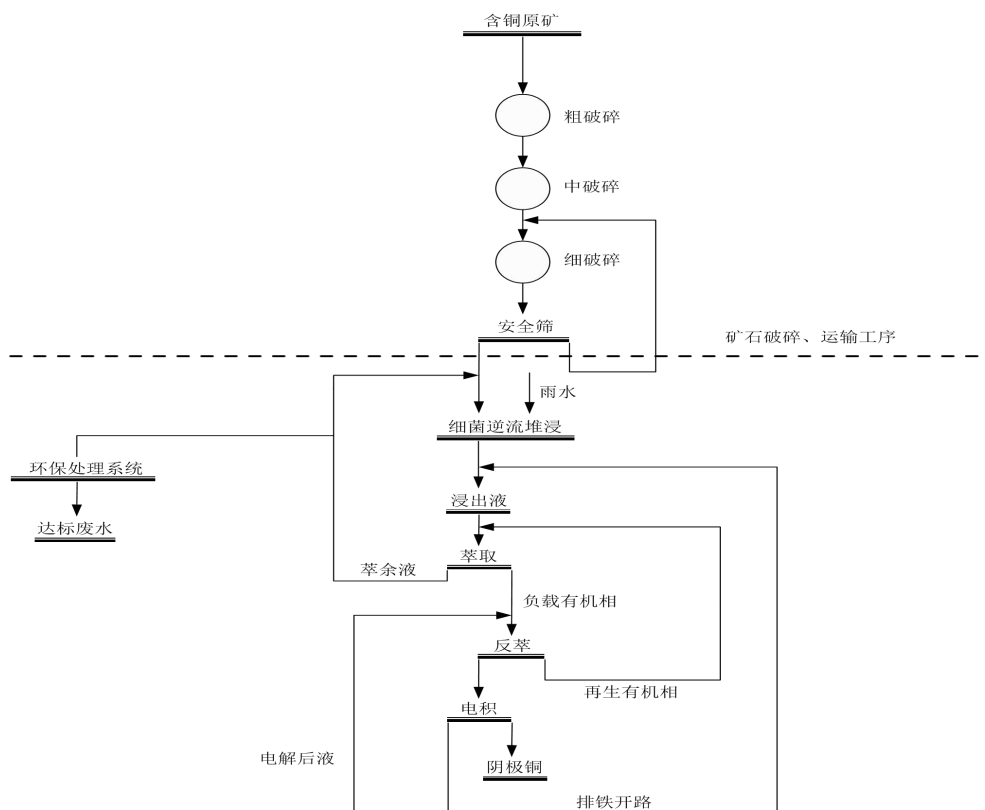 含铜原矿
粗破碎
中破碎
细破碎
安全筛
矿石破碎、运输工序
雨水
细菌逆流堆浸
环保处理系统
浸出液
达标废水
萃取
萃余液
负载有机相
反萃
再生有机相
电积
电解后液
阴极铜
排铁开路